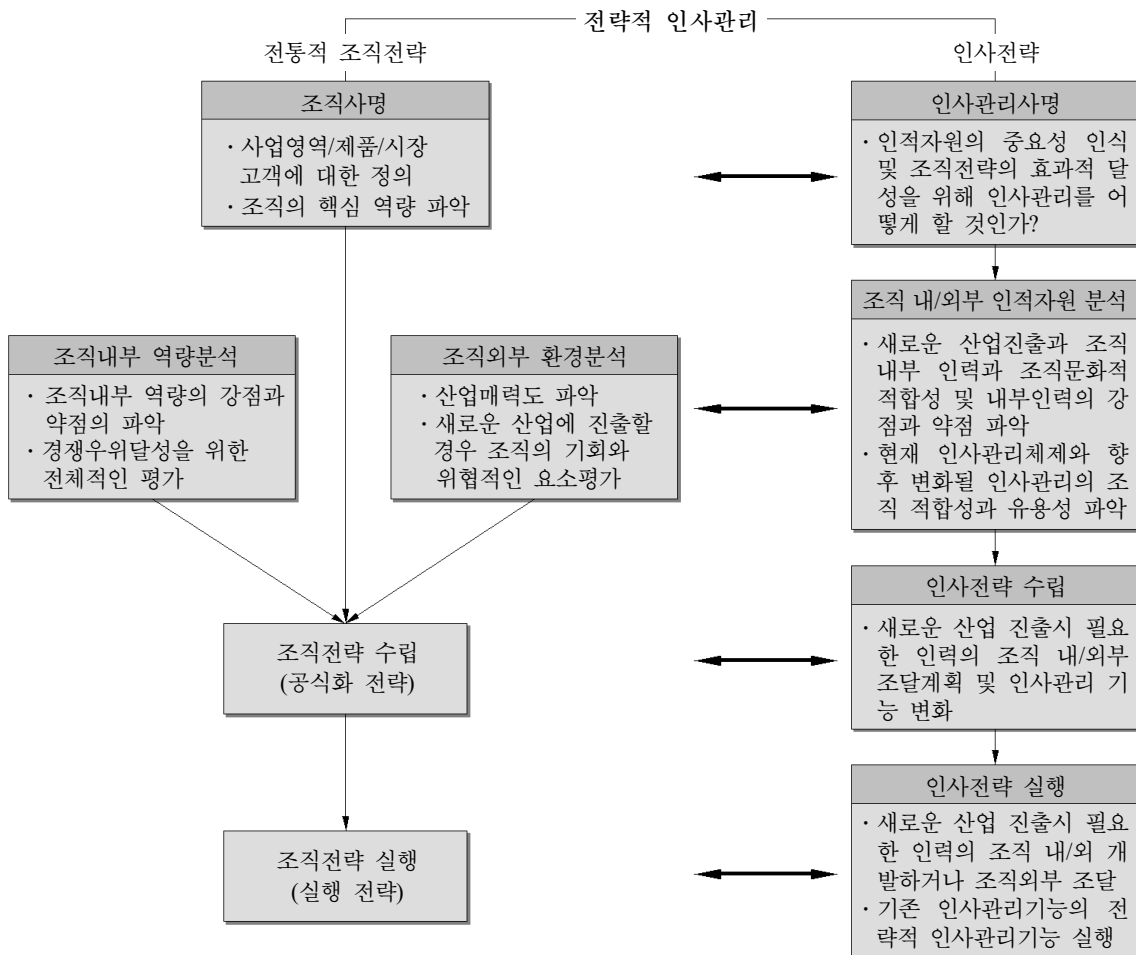 전략적 인사관리
전통적 조직전략
인사전략
조직사명
· 사업영역/제품/시장
고객에 대한 정의
· 조직의 핵심 역량 파악
인사관리사명
· 인적자원의 중요성 인식
및 조직전략의 효과적 달
성을 위해 인사관리를 어
떻게 할 것인가?
조직내부 역량분석
· 조직내부 역량의 강점과
약점의 파악
· 경쟁우위달성을 위한
전체적인 평가
조직외부 환경분석
· 산업매력도 파악
· 새로운 산업에 진출할
경우 조직의 기회와
위협적인 요소평가
조직 내/외부 인적자원 분석
· 새로운 산업진출과 조직
내부 인력과 조직문화적
적합성 및 내부인력의 강
점과 약점 파악
· 현재 인사관리체제와 향
후 변화될 인사관리의 조
직 적합성과 유용성 파악
조직전략 수립
(공식화 전략)
인사전략 수립
· 새로운 산업 진출시 필요
한 인력의 조직 내/외부
조달계획 및 인사관리 기
능 변화
조직전략 실행
(실행 전략)
인사전략 실행
· 새로운 산업 진출시 필요
한 인력의 조직 내/외 개
발하거나 조직외부 조달
· 기존 인사관리기능의 전
략적 인사관리기능 실행